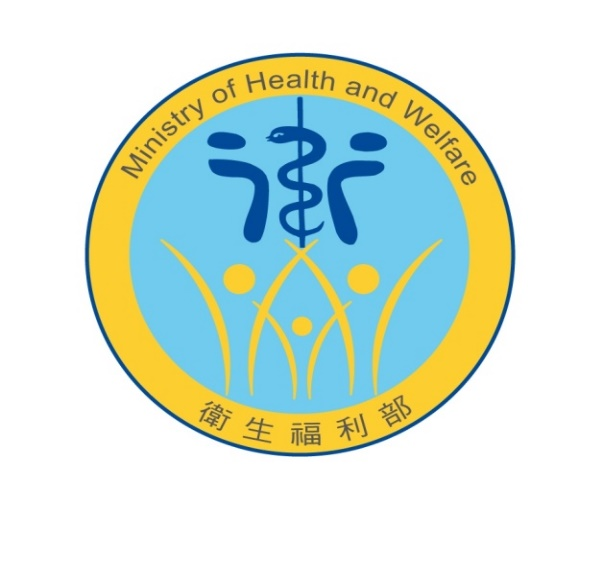 Ministry of Health and Welfare
衛生福利部